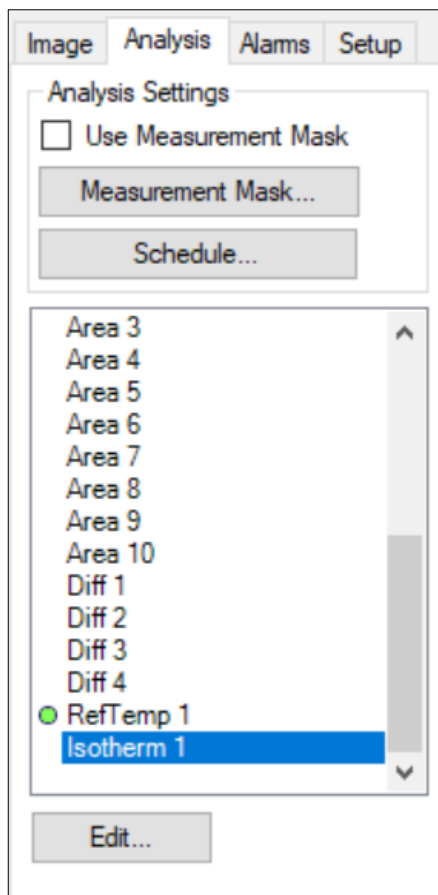 Image Analysis Alarms Setup
Analysis Settings
Use Measurement Mask
Measurement Mask...
Schedule...
Area 3
Area 4
Area 5
Area 6
Area 7
Area 8
Area 9
Area 10
Diff 1
Diff 2
Diff 3
Diff 4
RefTemp 1
Isotherm 1
Edit...